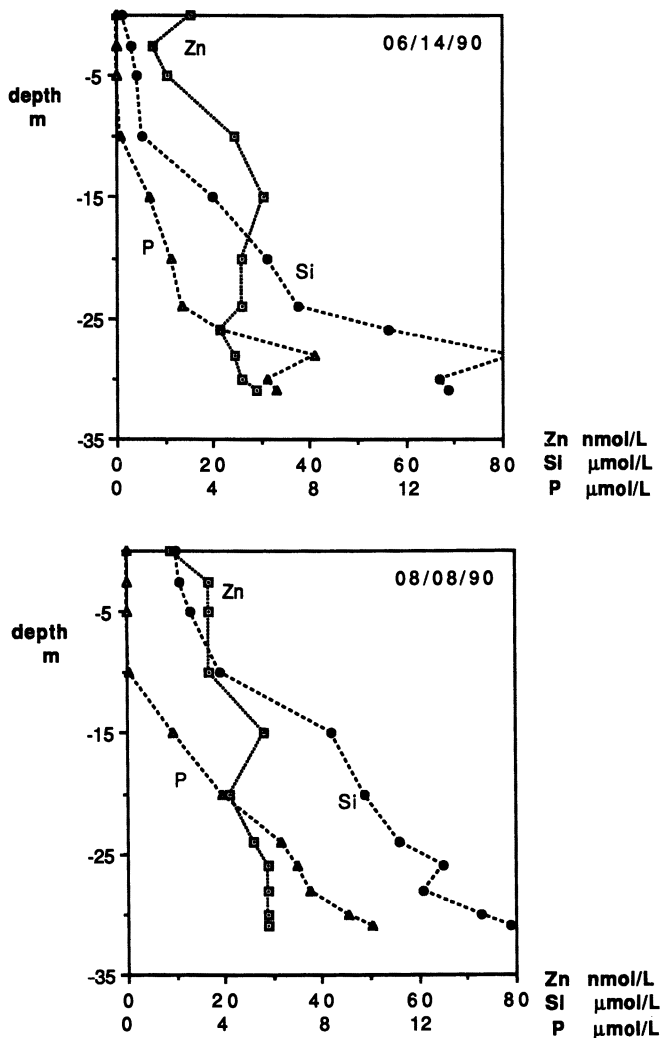 06/14/90
Zn
-5
depth
m
-15
P
Si
-25
-35
0 20 40 60 80
Zn nmol/L
Si μmol/L
0 4 8 12
P μmol/L
08/08/90
Zn
-5
depth
m
-15
P
Si
-25
-35
0 20 40 60 80
Zn nmol/L
Si μmol/L
0 4 8 12
P μmol/L